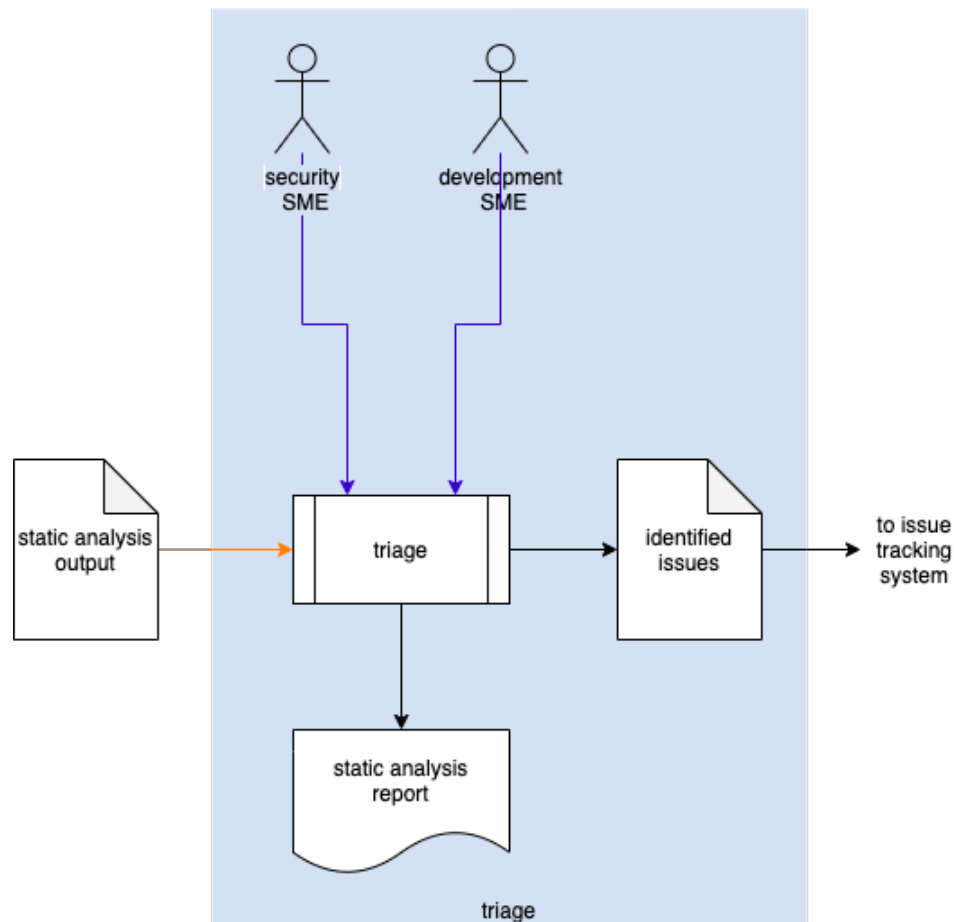 security
SME
development
SME
static analysis
output
triage
identified
issues
to issue
tracking
system
static analysis
report
triage